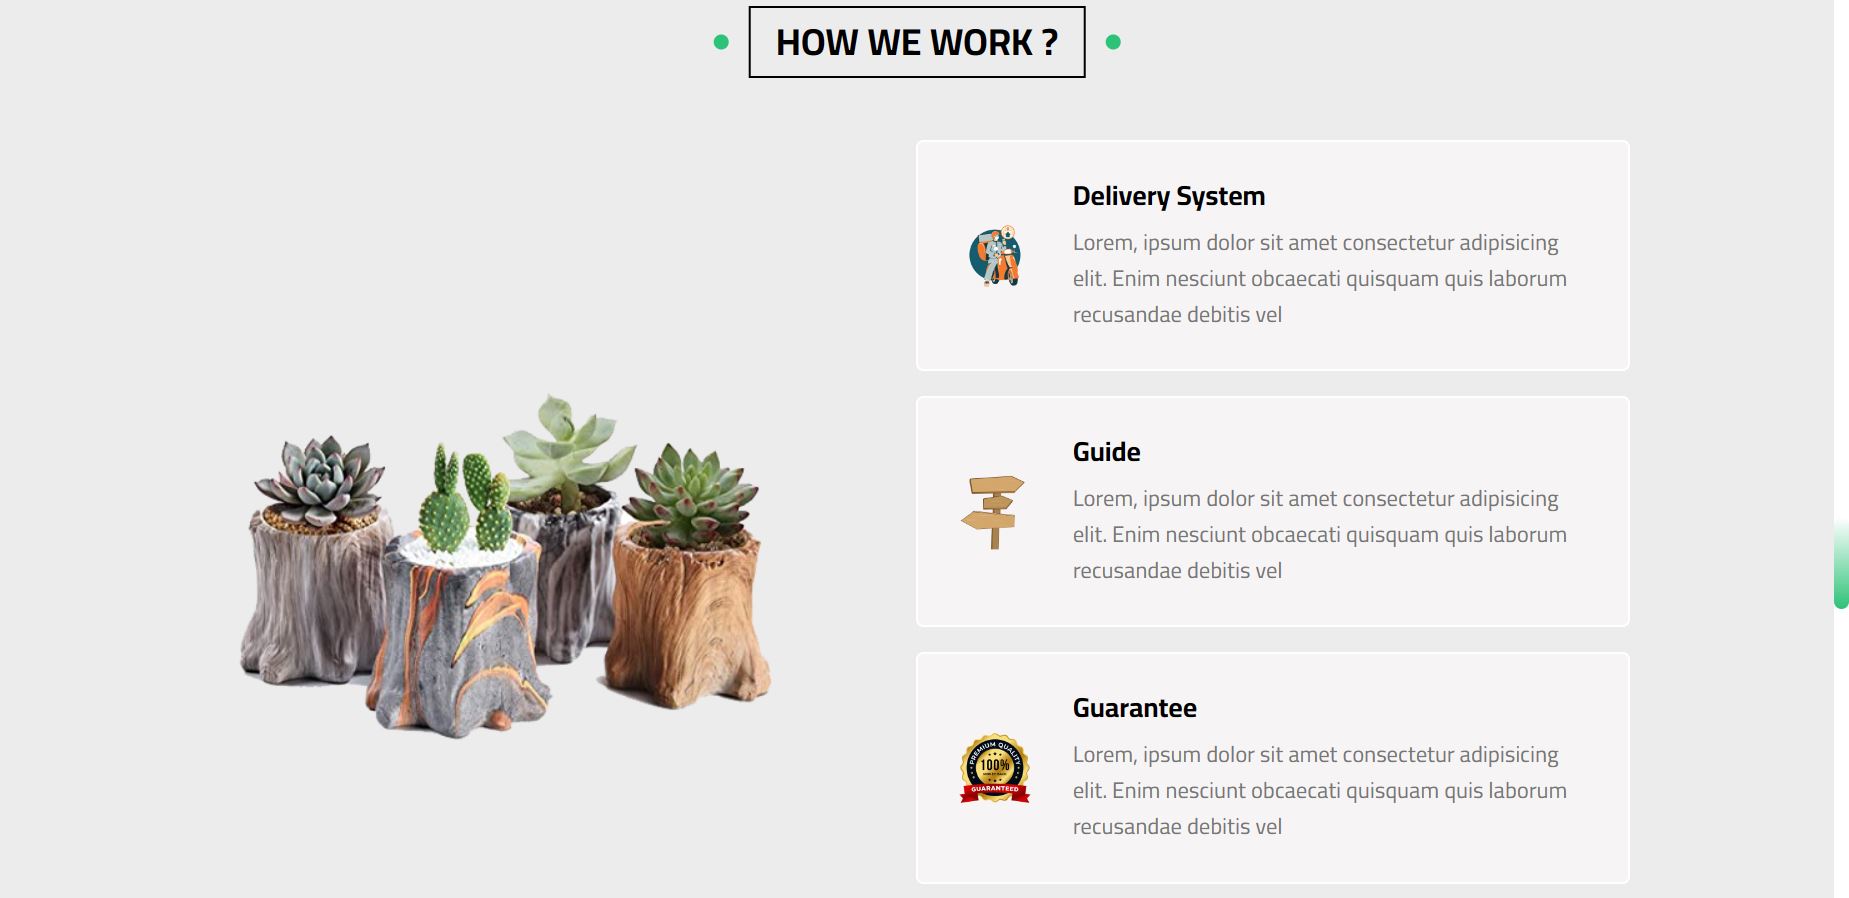 HOW WE WORK ?
Delivery System
Lorem, ipsum dolor sit amet consectetur adipisicing
elit. Enim nesciunt obcaecati quisquam quis laborum
recusandae debitis vel
Guide
Lorem, ipsum dolor sit amet consectetur adipisicing
elit. Enim nesciunt obcaecati quisquam quis laborum
recusandae debitis vel
Guarantee
PREMIUM QUALITY
100%
GUARANTEED
Lorem, ipsum dolor sit amet consectetur adipisicing
elit. Enim nesciunt obcaecati quisquam quis laborum
recusandae debitis vel